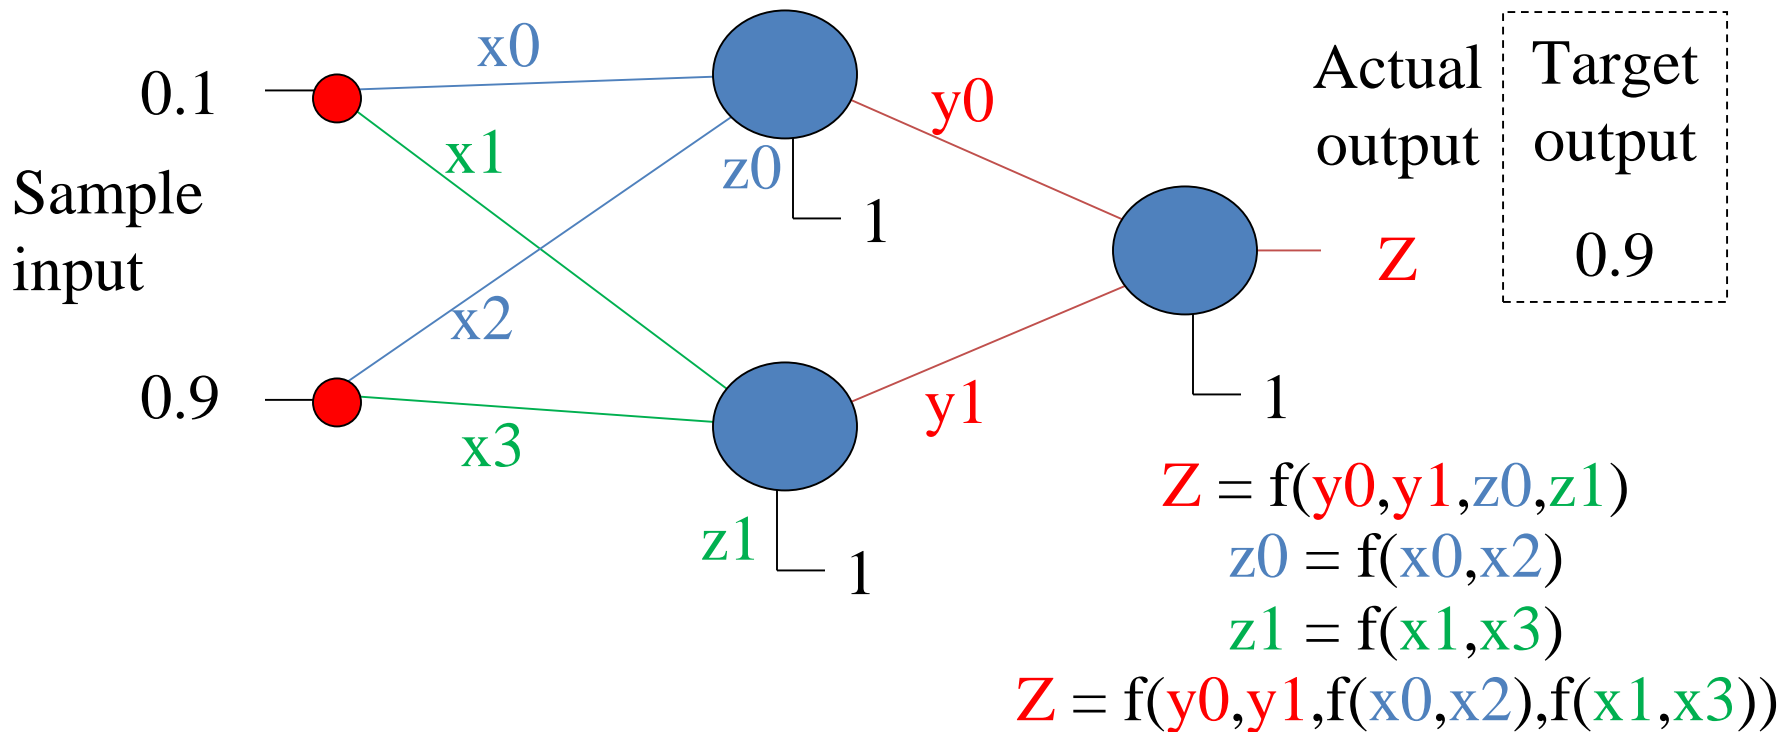 x0
0.1
x1
Sample
input
x2
0.9
x3
z0
1
z1
1
y0
y1
1
Actual
output
Z
Target
output
0.9
Z = f(y0,y1,z0,z1)
z0 = f(x0,x2)
z1 = f(x1,x3)
Z = f(y0,y1,f(x0,x2),f(x1,x3))